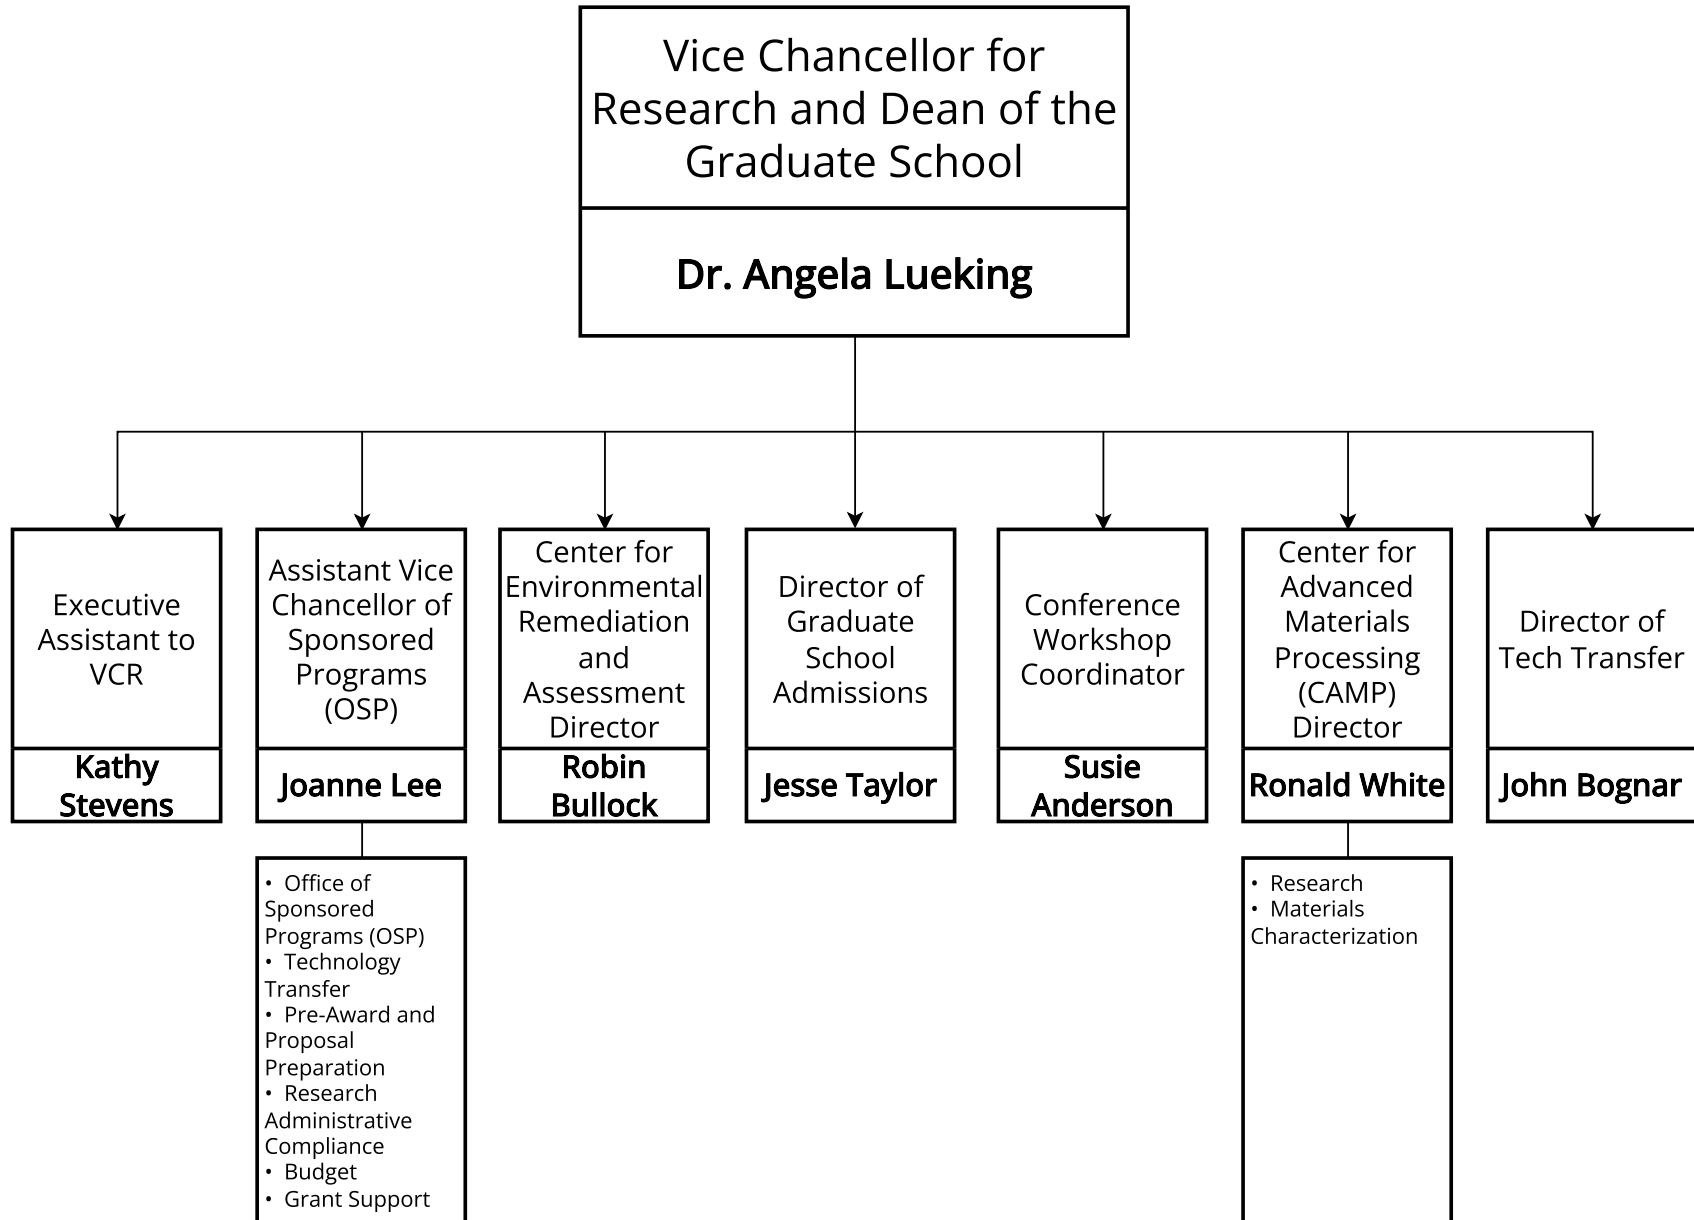 Vice Chancellor for
Research and Dean of the
Graduate School
Dr. Angela Lueking
Executive
Assistant to
VCR
Kathy
Stevens
Assistant Vice
Chancellor of
Sponsored
Programs
(OSP)
Joanne Lee
• Office of
Sponsored
Programs (OSP)
• Technology
Transfer
• Pre-Award and
Proposal
Preparation
• Research
Administrative
Compliance
• Budget
• Grant Support
Center for
Environmental
Remediation
and
Assessment
Director
Robin
Bullock
Director of
Graduate
School
Admissions
Jesse Taylor
Conference
Workshop
Coordinator
Susie
Anderson
Center for
Advanced
Materials
Processing
(CAMP)
Director
Ronald White
• Research
• Materials
Characterization
Director of
Tech Transfer
John Bognar